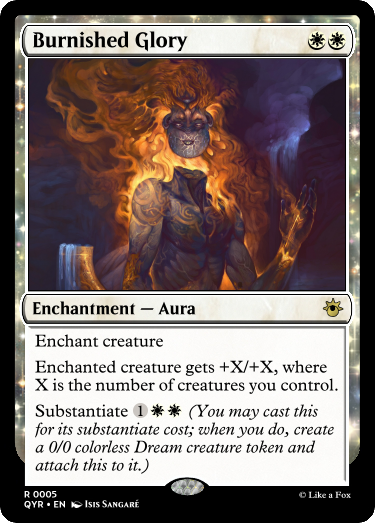 Burnished Glory
Enchantment — Aura
Enchant creature
Enchanted creature gets +X/+X, where
X is the number of creatures you control.
Substantiate 1 (You may cast this
for its substantiate cost; when you do, create
a 0/0 colorless Dream creature token and
attach this to it.)
R 0005
QYR • EN Isis Sangaré
© Like a Fox